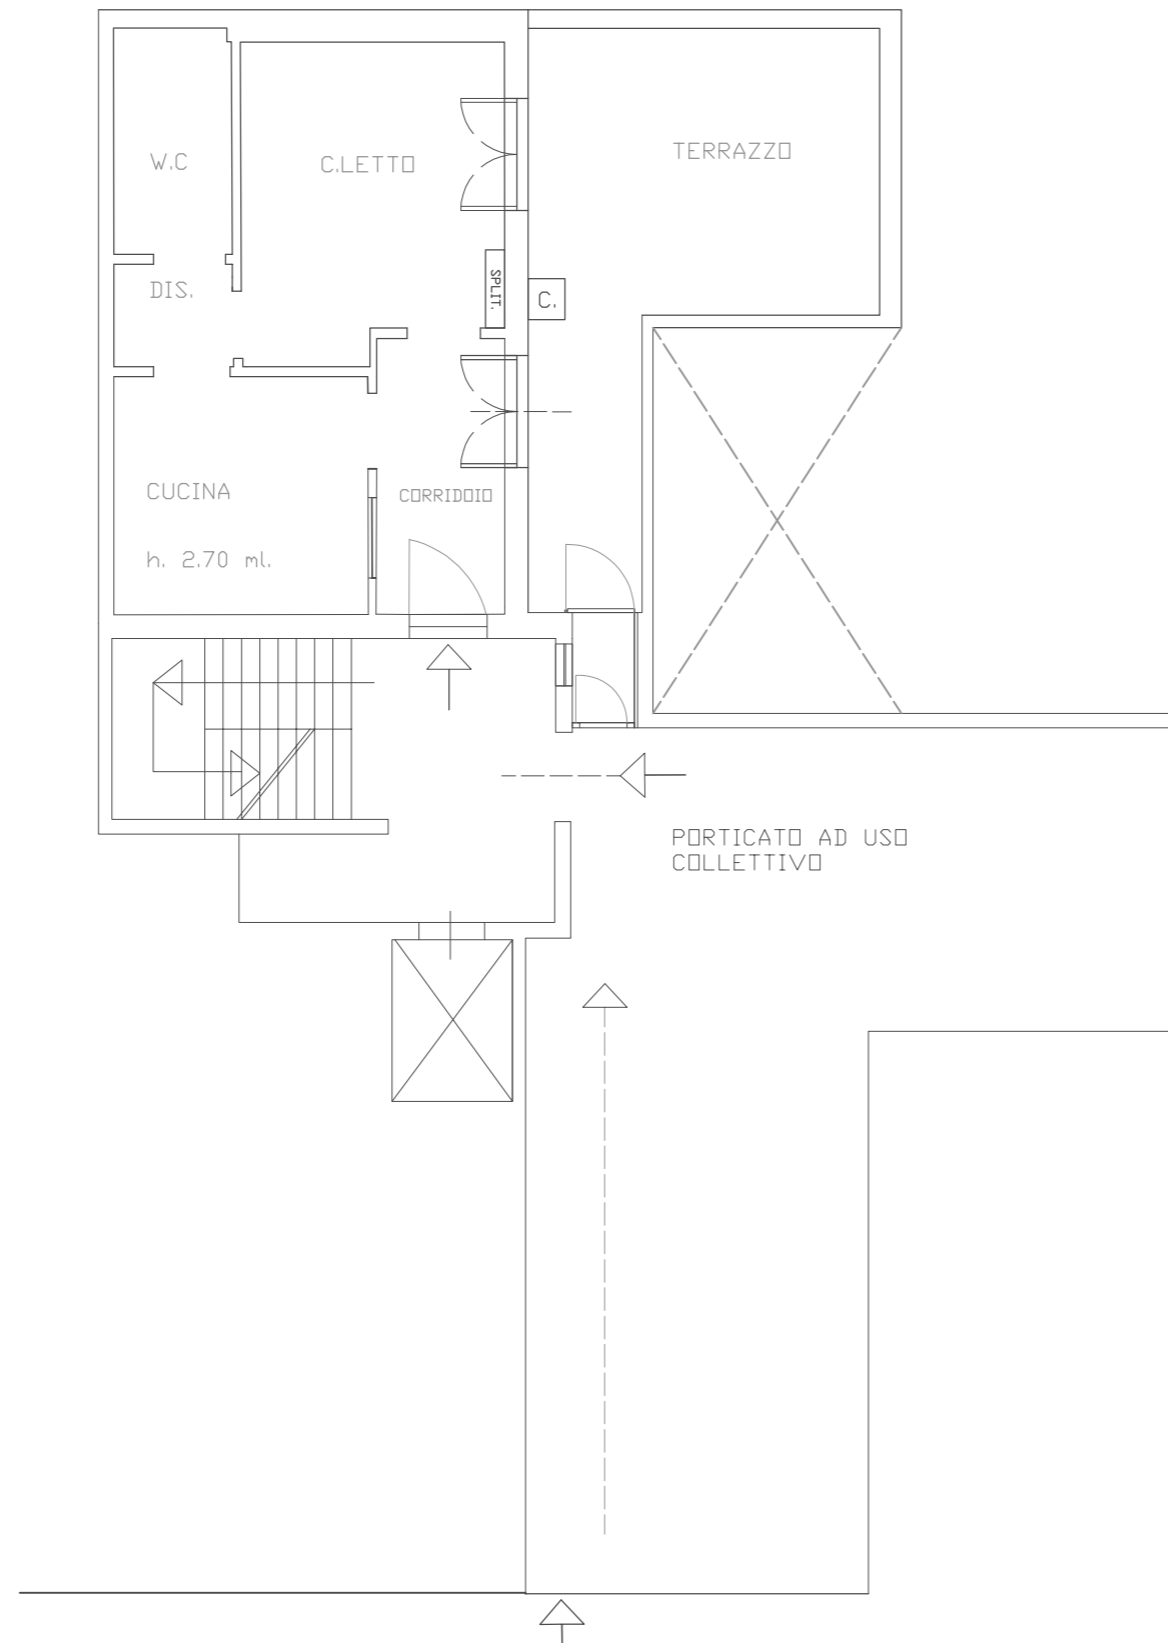 W.C
C.LETTO
TERRAZZO
DIS.
SPLIT.
C.
CUCINA
CORRIDOIO
h. 2.70 ml.
PORTICATO AD USO
COLLETTIVO